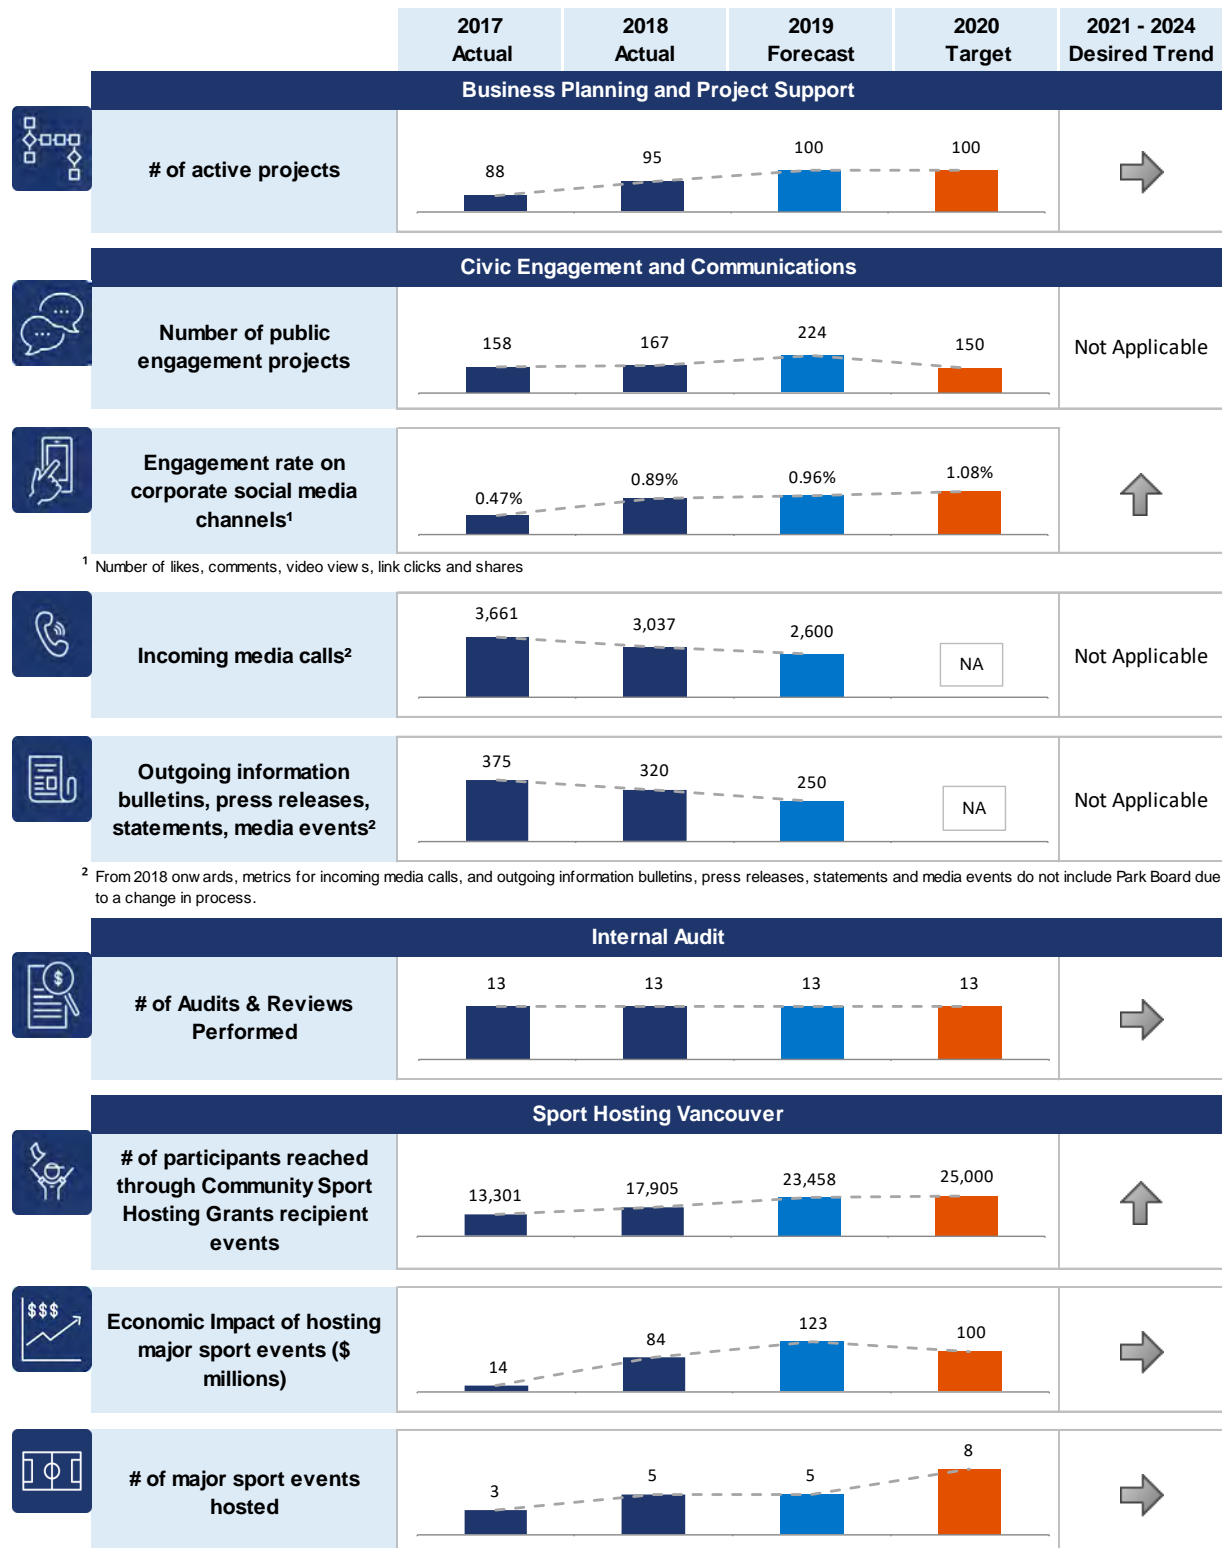 2017 2018 2019 2020 2021 - 2024
Actual Actual Forecast Target Desired Trend
Business Planning and Project Support
# of active projects
88 95 100 100
Civic Engagement and Communications
Number of public
engagement projects
158 167 224 150
Not Applicable
Engagement rate on
corporate social media
channels¹
0.47% 0.89% 0.96% 1.08%
¹ Number of likes, comments, video views, link clicks and shares
Incoming media calls²
3,661 3,037 2,600 NA
Not Applicable
Outgoing information
bulletins, press releases,
statements, media events²
375 320 250 NA
Not Applicable
² From 2018 onwards, metrics for incoming media calls, and outgoing information bulletins, press releases, statements and media events do not include Park Board due
to a change in process.
Internal Audit
$
# of Audits & Reviews
Performed
13 13 13 13
Sport Hosting Vancouver
# of participants reached
through Community Sport
Hosting Grants recipient
events
13,301 17,905 23,458 25,000
$$$
Economic Impact of hosting
major sport events ($
millions)
14 84 123 100
# of major sport events
hosted
3 5 5 8